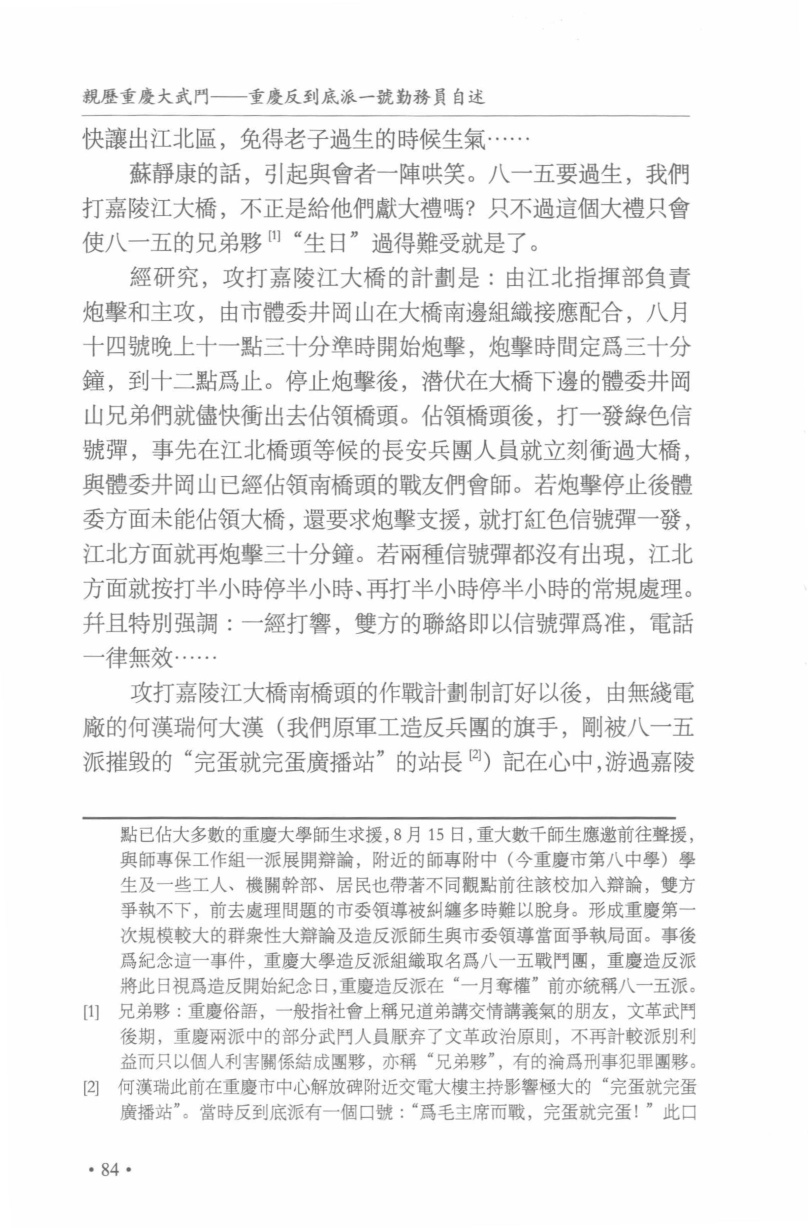 親歷重慶大武鬥——重慶反到底派一號勤務員自述
快讓出江北區，免得老子過生的時候生氣……
蘇靜康的話，引起與會者一陣哄笑。八一五要過生，我們
打嘉陵江大橋，不正是給他們獻大禮嗎？只不過這個大禮只會
使八一五的兄弟夥 [1] “生日”過得難受就是了。
經研究，攻打嘉陵江大橋的計劃是：由江北指揮部負責
炮擊和主攻，由市體委井岡山在大橋南邊組織接應配合，八月
十四號晚上十一點三十分準時開始炮擊，炮擊時間定爲三十分
鐘，到十二點爲止。停止炮擊後，潛伏在大橋下邊的體委井岡
山兄弟們就儘快衝出去佔領橋頭。佔領橋頭後，打一發綠色信
號彈，事先在江北橋頭等候的長安兵團人員就立刻衝過大橋，
與體委井岡山已經佔領南橋頭的戰友們會師。若炮擊停止後體
委方面未能佔領大橋，還要求炮擊支援，就打紅色信號彈一發，
江北方面就再炮擊三十分鐘。若兩種信號彈都沒有出現，江北
方面就按打半小時停半小時、再打半小時停半小時的常規處理。
幷且特別强調：一經打響，雙方的聯絡即以信號彈爲准，電話
一律無效……
攻打嘉陵江大橋南橋頭的作戰計劃制訂好以後，由無綫電
廠的何漢瑞何大漢（我們原軍工造反兵團的旗手，剛被八一五
派摧毀的“完蛋就完蛋廣播站”的站長 [2]）記在心中，游過嘉陵
點已佔大多數的重慶大學師生求援，8 月 15 日，重大數千師生應邀前往聲援，
與師專保工作組一派展開辯論，附近的師專附中（今重慶市第八中學）學
生及一些工人、機關幹部、居民也帶著不同觀點前往該校加入辯論，雙方
爭執不下，前去處理問題的市委領導被糾纏多時難以脫身。形成重慶第一
次規模較大的群衆性大辯論及造反派師生與市委領導當面爭執局面。事後
爲紀念這一事件，重慶大學造反派組織取名爲八一五戰鬥團，重慶造反派
將此日視爲造反開始紀念日，重慶造反派在“一月奪權”前亦統稱八一五派。
[1] 兄弟夥：重慶俗語，一般指社會上稱兄道弟講交情講義氣的朋友，文革武鬥
後期，重慶兩派中的部分武鬥人員厭弃了文革政治原則，不再計較派別利
益而只以個人利害關係結成團夥，亦稱“兄弟夥”，有的淪爲刑事犯罪團夥。
[2] 何漢瑞此前在重慶市中心解放碑附近交電大樓主持影響極大的“完蛋就完蛋
廣播站”。當時反到底派有一個口號：“爲毛主席而戰，完蛋就完蛋！”此口
• 84 •